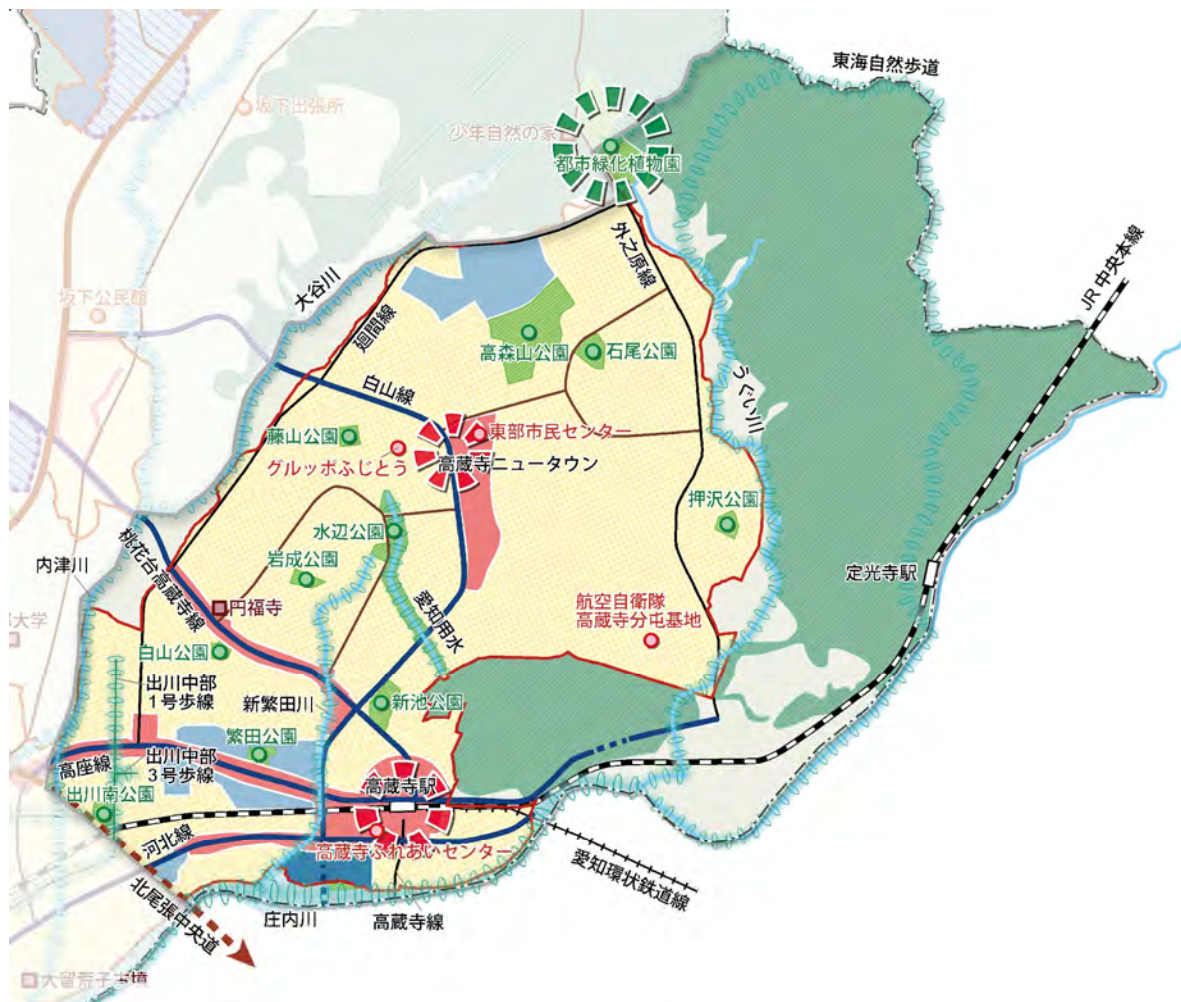 東海自然歩道
坂下出張所
少年自然の家
都市緑化植物園
外之原線
JR中央本線
大谷川
坂下公民館
廻間線
高森山公園
石尾公園
うぐい川
白山線
藤山公園
東部市民センター
グルッポふじとう
高蔵寺ニュータウン
押沢公園
水辺公園
桃花台高蔵寺線
内津川
岩成公園
定光寺駅
愛知用水
航空自衛隊
高蔵寺分屯基地
円福寺
大学
白山公園
出川中部
1号歩線
新繁田川
新池公園
繁田公園
高座線
出川中部
3号歩線
高蔵寺駅
出川南公園
河北線
高蔵寺ふれあいセンター
愛知環状鉄道線
北尾張中央道
庄内川
高蔵寺線
大留荒子古墳